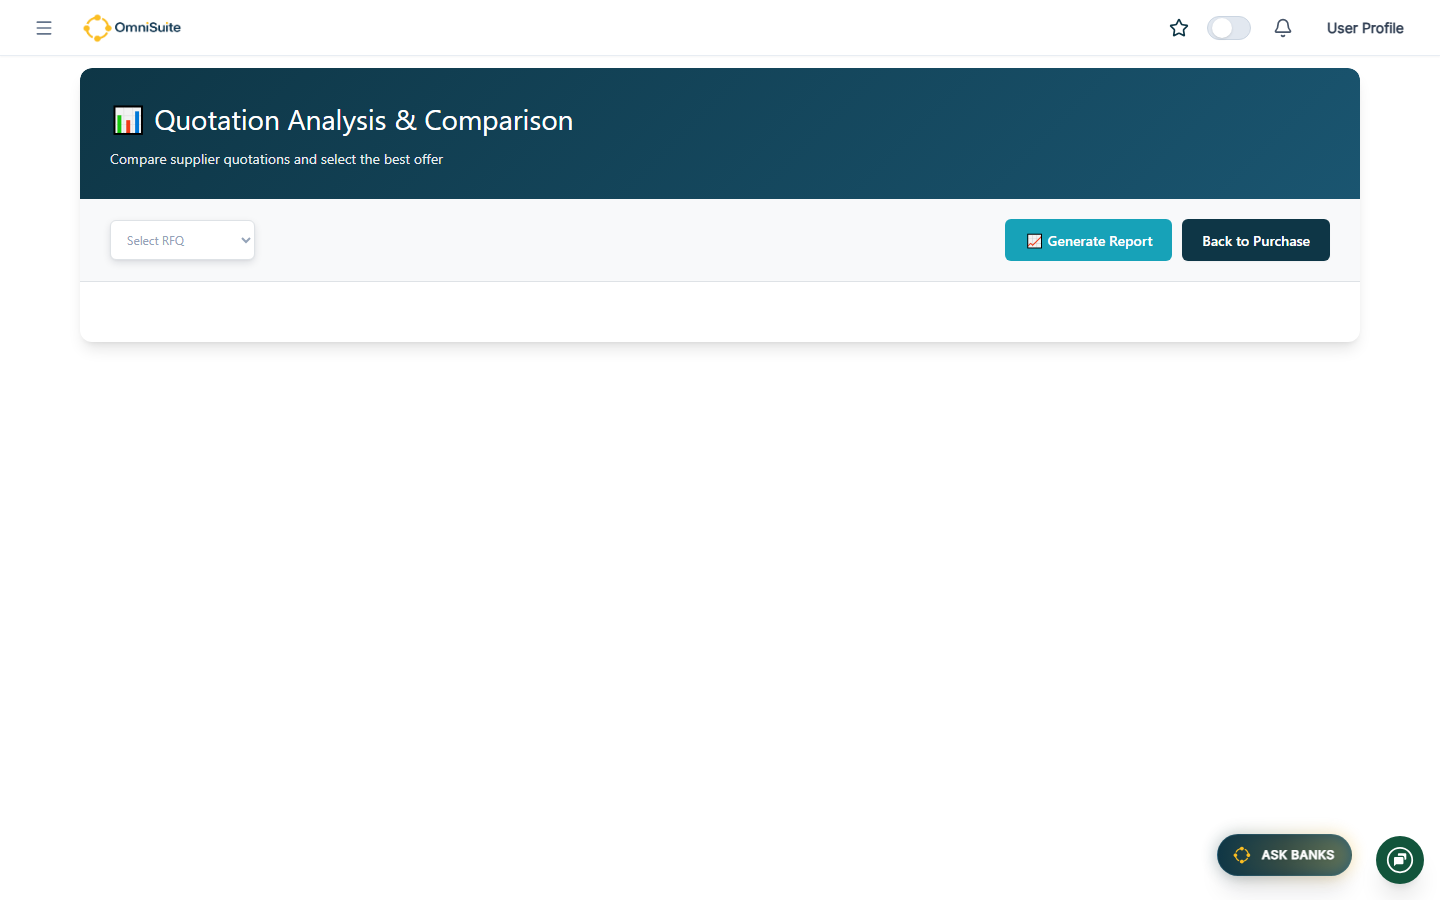 OmniSuite
User Profile
Quotation Analysis & Comparison
Compare supplier quotations and select the best offer
Select RFQ
Generate Report
Back to Purchase
ASK BANKS